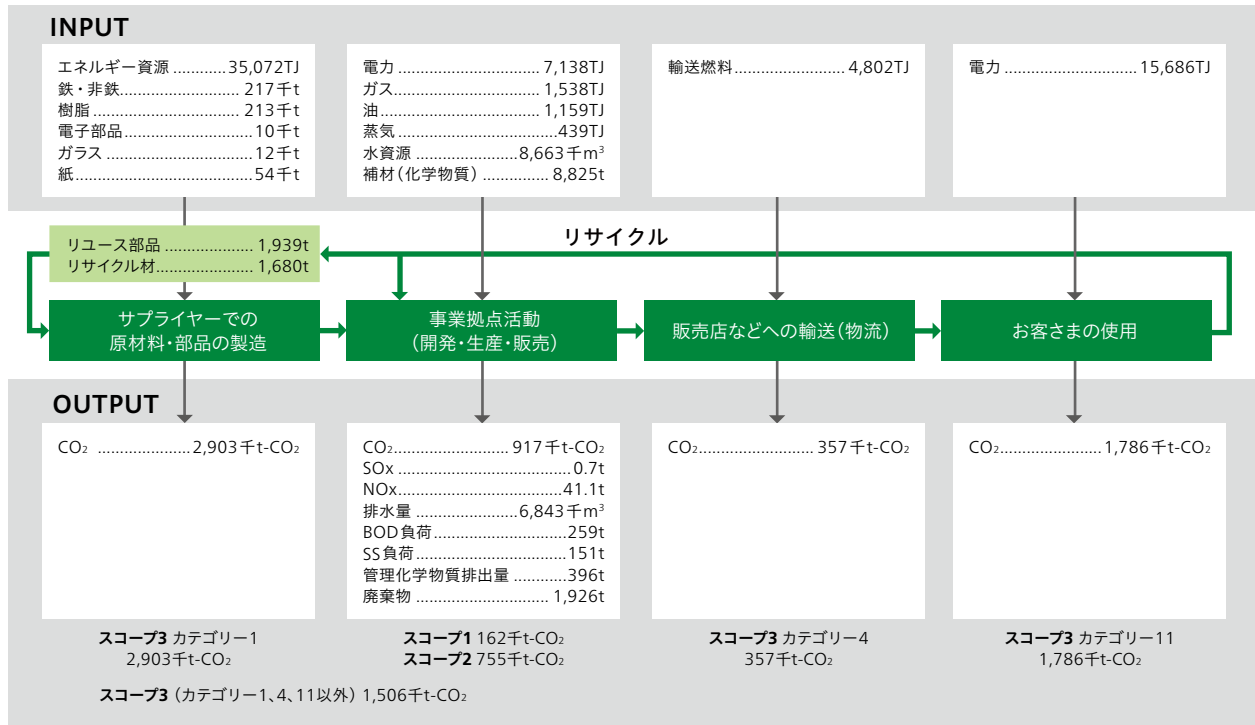 INPUT
エネルギー資源 ............35,072TJ
鉄・非鉄...................... 217千t
樹脂 ............................. 213千t
電子部品........................10千t
ガラス ...........................12千t
紙...................................54千t
電力 ........................... 7,138TJ
ガス............................ 1,538TJ
油................................ 1,159TJ
蒸気 ...............................439TJ
水資源 .......................8,663千m³
補材（化学物質） ........... 8,825t
輸送燃料..................... 4,802TJ
電力 ......................... 15,686TJ
リサイクル
リユース部品 .................... 1,939t
リサイクル材...................... 1,680t
サプライヤーでの
原材料・部品の製造
事業拠点活動
（開発・生産・販売）
販売店などへの輸送（物流）
お客さまの使用
OUTPUT
CO₂ .....................2,903千t-CO₂
CO₂.......................... 917千t-CO₂
SOx ....................................... 0.7t
NOx.....................................41.1t
排水量 .......................6,843千m³
BOD負荷...............................259t
SS負荷..................................151t
管理化学物質排出量 ............396t
廃棄物 .............................. 1,926t
CO₂.......................... 357千t-CO₂
CO₂.......................1,786千t-CO₂
スコープ3 カテゴリー1
2,903千t-CO₂
スコープ1 162千t-CO₂
スコープ2 755千t-CO₂
スコープ3 カテゴリー4
357千t-CO₂
スコープ3 カテゴリー11
1,786千t-CO₂
スコープ3（カテゴリー1、4、11以外）1,506千t-CO₂